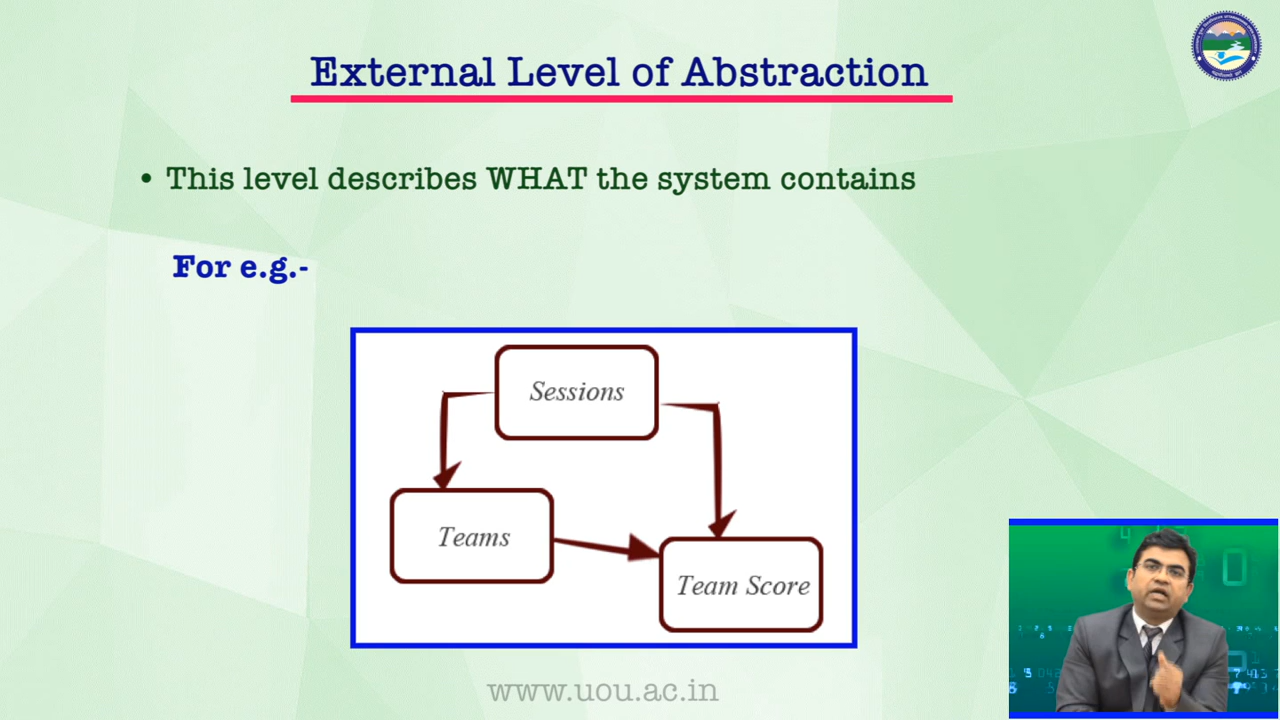 External Level of Abstraction
• This level describes WHAT the system contains
For e.g.-
Sessions
Teams
Team Score
www.uou.ac.in